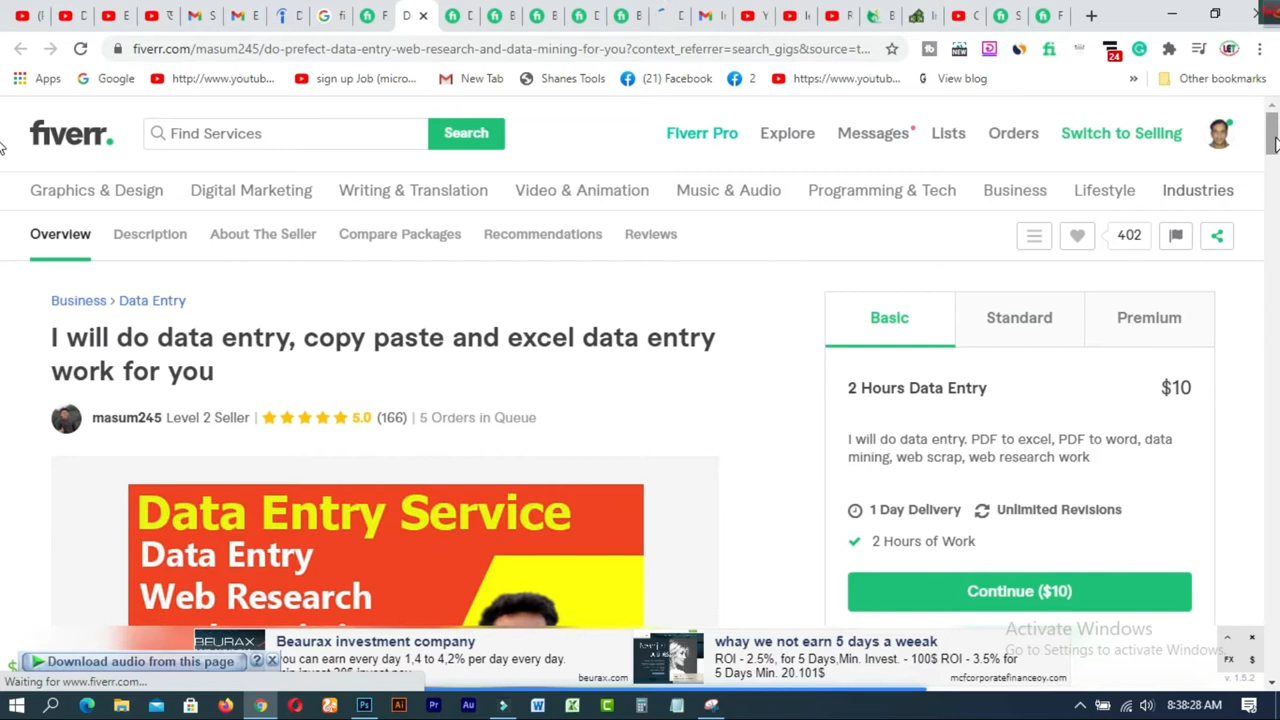 fiverr.com/masum245/do-prefect-data-entry-web-research-and-data-mining-for-you?context_referrer=search_gigs&source=t...
24
Apps Google http://www.youtub... sign up Job (micro... New Tab Shanes Tools (21) Facebook 2 https://www.youtub... View blog » Other bookmarks
fiverr. Find Services Search Fiverr Pro Explore Messages Lists Orders Switch to Selling
Graphics & Design Digital Marketing Writing & Translation Video & Animation Music & Audio Programming & Tech Business Lifestyle Industries
Overview Description About The Seller Compare Packages Recommendations Reviews 402
Business > Data Entry
I will do data entry, copy paste and excel data entry
work for you
masum245 Level 2 Seller | 5.0 (166) | 5 Orders in Queue
Basic Standard Premium
2 Hours Data Entry $10
I will do data entry. PDF to excel, PDF to word, data
mining, web scrap, web research work
1 Day Delivery Unlimited Revisions
2 Hours of Work
Continue ($10)
Data Entry Service
Data Entry
Web Research
Activate Windows
Go to Settings to activate Windows.
BEURAX
Beurax investment company
you can earn every day 1,4 to 4,2% per day every day.
beurax.com
whay we not earn 5 days a weeak
ROI - 2.5%, for 5 Days,Min. Invest. - 100$ ROI - 3.5% for
5 Days Min. 20.101$
mcfcorporatefinanceoy.com
FX $
v. 1.5.2
Download audio from this page ? X
Waiting for www.fiverr.com...
8:38:28 AM